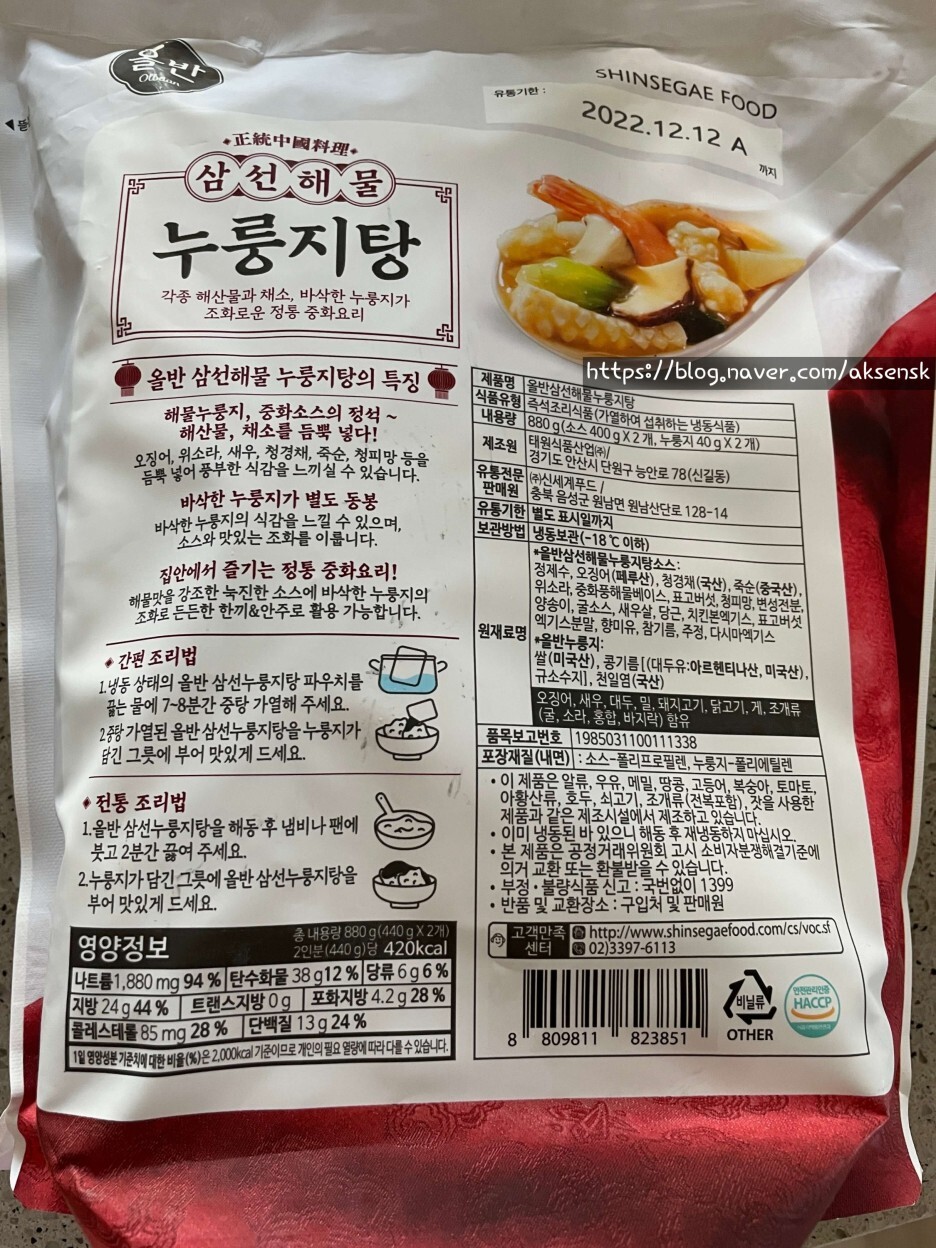 올반
Olbaan
SHINSEGAE FOOD
유통기한 :
2022.12.12 A
까지
正統中國料理
삼선해물
누룽지탕
각종 해산물과 채소, 바삭한 누룽지가
조화로운 정통 중화요리
https://blog.naver.com/aksensk
올반 삼선해물 누룽지탕의 특징
해물누룽지, 중화소스의 정석 ~
해산물, 채소를 듬뿍 넣다!
오징어, 위소라, 새우, 청경채, 죽순, 청피망 등을
듬뿍 넣어 풍부한 식감을 느끼실 수 있습니다.
바삭한 누룽지가 별도 동봉
바삭한 누룽지의 식감을 느낄 수 있으며,
소스와 맛있는 조화를 이룹니다.
집안에서 즐기는 정통 중화요리!
해물맛을 강조한 눅진한 소스에 바삭한 누룽지의
조화로 든든한 한끼&안주로 활용 가능합니다.
간편 조리법
1.냉동 상태의 올반 삼선누룽지탕 파우치를
끓는 물에 7~8분간 중탕 가열해 주세요.
2.중탕 가열된 올반 삼선누룽지탕을 누룽지가
담긴 그릇에 부어 맛있게 드세요.
전통 조리법
1.올반 삼선누룽지탕을 해동 후 냄비나 팬에
붓고 2분간 끓여 주세요.
2.누룽지가 담긴 그릇에 올반 삼선누룽지탕을
부어 맛있게 드세요.
영양정보
총 내용량 880 g(440 g X 2개)
2인분(440 g)당 420kcal
나트륨 1,880 mg 94 % 탄수화물 38 g 12 % 당류 6 g 6 %
지방 24 g 44 % 트랜스지방 0 g 포화지방 4.2 g 28 %
콜레스테롤 85 mg 28 % 단백질 13 g 24 %
1일 영양성분 기준치에 대한 비율(%)은 2,000kcal 기준이므로 개인의 필요 열량에 따라 다를 수 있습니다.
제품명 올반삼선해물누룽지탕
식품유형 즉석조리식품(가열하여 섭취하는 냉동식품)
내용량 880 g(소스 400 g X 2개, 누룽지 40 g X 2개)
제조원 태원식품산업㈜/
경기도 안산시 단원구 능안로 78(신길동)
유통전문
판매원
㈜신세계푸드 /
충북 음성군 원남면 원남산단로 128-14
유통기한 별도 표시일까지
보관방법 냉동보관(-18 ℃ 이하)
원재료명
*올반삼선해물누룽지탕소스:
정제수, 오징어(페루산), 청경채(국산), 죽순(중국산),
위소라, 중화풍해물베이스, 표고버섯, 청피망, 변성전분,
양송이, 굴소스, 새우살, 당근, 치킨본엑기스, 표고버섯
엑기스분말, 향미유, 참기름, 주정, 다시마엑기스
*올반누룽지:
쌀(미국산), 콩기름[(대두유:아르헨티나산, 미국산),
규소수지], 천일염(국산)
오징어, 새우, 대두, 밀, 돼지고기, 닭고기, 게, 조개류
(굴, 소라, 홍합, 바지락) 함유
품목보고번호 1985031100111338
포장재질(내면) : 소스-폴리프로필렌, 누룽지-폴리에틸렌
• 이 제품은 알류, 우유, 메밀, 땅콩, 고등어, 복숭아, 토마토,
아황산류, 호두, 쇠고기, 조개류(전복포함), 잣을 사용한
제품과 같은 제조시설에서 제조하고 있습니다.
• 이미 냉동된 바 있으니 해동 후 재냉동하지 마십시오.
• 본 제품은 공정거래위원회 고시 소비자분쟁해결기준에
의거 교환 또는 환불받을 수 있습니다.
• 부정·불량식품 신고 : 국번없이 1399
• 반품 및 교환장소 : 구입처 및 판매원
고객만족
센터
http://www.shinsegaefood.com/cs/voc.sf
02)3397-6113
8 809811 823851
비닐류
OTHER
안전관리인증
HACCP